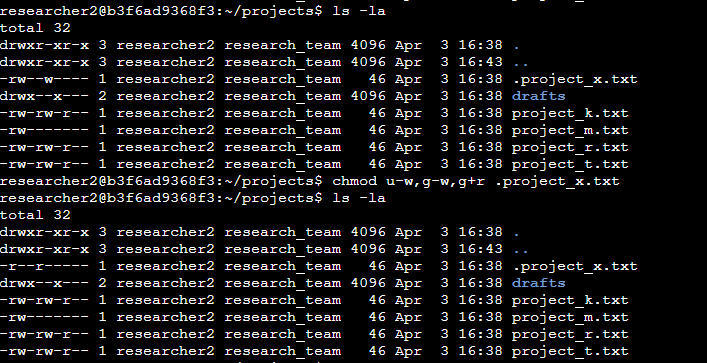 researcher2@b3f6ad9368f3:~/projects$ ls -la
total 32
drwxr-xr-x 3 researcher2 research_team 4096 Apr  3 16:38 .
drwxr-xr-x 3 researcher2 research_team 4096 Apr  3 16:43 ..
-rw--w---- 1 researcher2 research_team   46 Apr  3 16:38 .project_x.txt
drwx--x--- 2 researcher2 research_team 4096 Apr  3 16:38 drafts
-rw-rw-r-- 1 researcher2 research_team   46 Apr  3 16:38 project_k.txt
-rw------- 1 researcher2 research_team   46 Apr  3 16:38 project_m.txt
-rw-rw-r-- 1 researcher2 research_team   46 Apr  3 16:38 project_r.txt
-rw-rw-r-- 1 researcher2 research_team   46 Apr  3 16:38 project_t.txt
researcher2@b3f6ad9368f3:~/projects$ chmod u-w,g-w,g+r .project_x.txt
researcher2@b3f6ad9368f3:~/projects$ ls -la
total 32
drwxr-xr-x 3 researcher2 research_team 4096 Apr  3 16:38 .
drwxr-xr-x 3 researcher2 research_team 4096 Apr  3 16:43 ..
-r--r----- 1 researcher2 research_team   46 Apr  3 16:38 .project_x.txt
drwx--x--- 2 researcher2 research_team 4096 Apr  3 16:38 drafts
-rw-rw-r-- 1 researcher2 research_team   46 Apr  3 16:38 project_k.txt
-rw------- 1 researcher2 research_team   46 Apr  3 16:38 project_m.txt
-rw-rw-r-- 1 researcher2 research_team   46 Apr  3 16:38 project_r.txt
-rw-rw-r-- 1 researcher2 research_team   46 Apr  3 16:38 project_t.txt